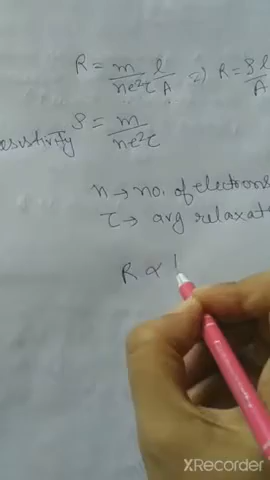 R = m/ne²τ l/A => R = ρl/A
Resistivity ρ = m/ne²τ
n → no. of electrons
τ → avg relaxat
R ∝
XRecorder